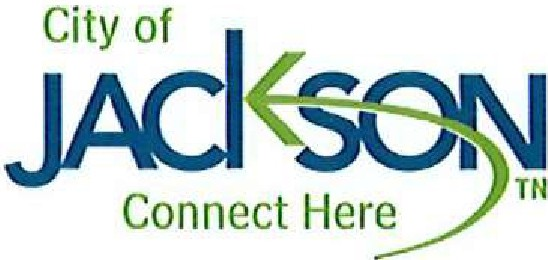 City of
JACkSON
TN
Connect Here